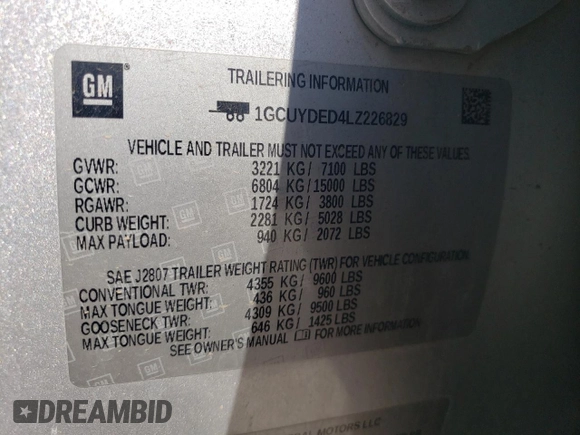 GM
TRAILERING INFORMATION
1GCUYDED4LZ226829
VEHICLE AND TRAILER MUST NOT EXCEED ANY OF THESE VALUES.
GVWR: 3221 KG/ 7100 LBS
GCWR: 6804 KG/15000 LBS
RGAWR: 1724 KG/ 3800 LBS
CURB WEIGHT: 2281 KG/ 5028 LBS
MAX PAYLOAD: 940 KG/ 2072 LBS
SAE J2807 TRAILER WEIGHT RATING (TWR) FOR VEHICLE CONFIGURATION.
CONVENTIONAL TWR: 4355 KG/ 9600 LBS
MAX TONGUE WEIGHT: 436 KG/ 960 LBS
GOOSENECK TWR: 4309 KG/ 9500 LBS
MAX TONGUE WEIGHT: 646 KG/ 1425 LBS
SEE OWNER'S MANUAL FOR MORE INFORMATION.
MOTORS LLC
DREAMBID